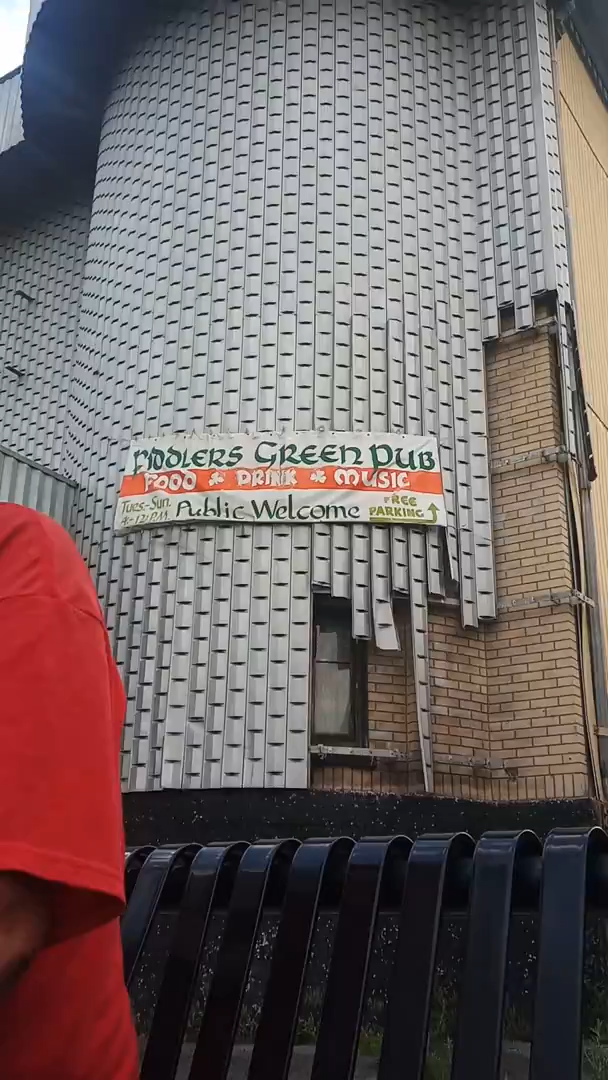 FIDDLERS GREEN PUB
FOOD ☘ DRINK ☘ MUSIC
Tues-Sun. Public Welcome FREE
PARKING